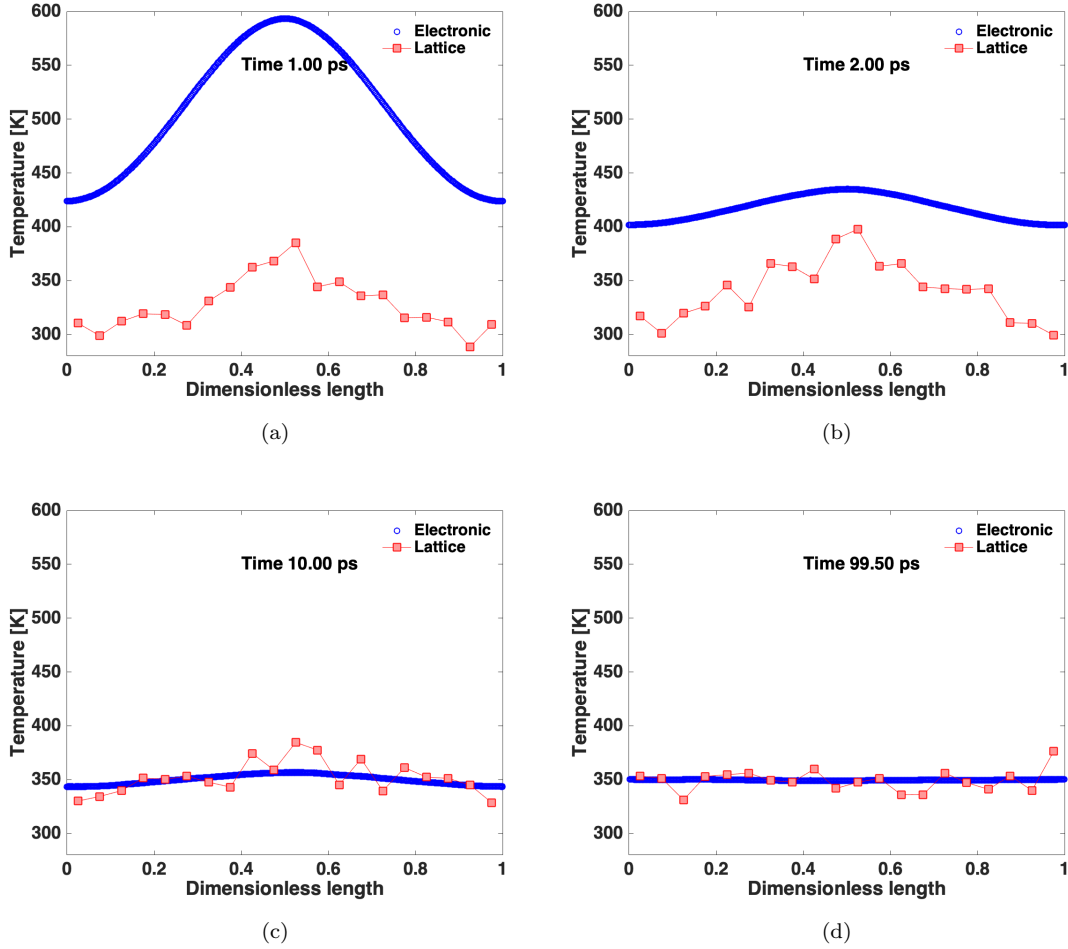 600
550
500
450
400
350
300
Temperature [K]
Electronic
Lattice
Time 1.00 ps
0 0.2 0.4 0.6 0.8 1
Dimensionless length
(a)
600
550
500
450
400
350
300
Temperature [K]
Electronic
Lattice
Time 2.00 ps
0 0.2 0.4 0.6 0.8 1
Dimensionless length
(b)
600
550
500
450
400
350
300
Temperature [K]
Electronic
Lattice
Time 10.00 ps
0 0.2 0.4 0.6 0.8 1
Dimensionless length
(c)
600
550
500
450
400
350
300
Temperature [K]
Electronic
Lattice
Time 99.50 ps
0 0.2 0.4 0.6 0.8 1
Dimensionless length
(d)